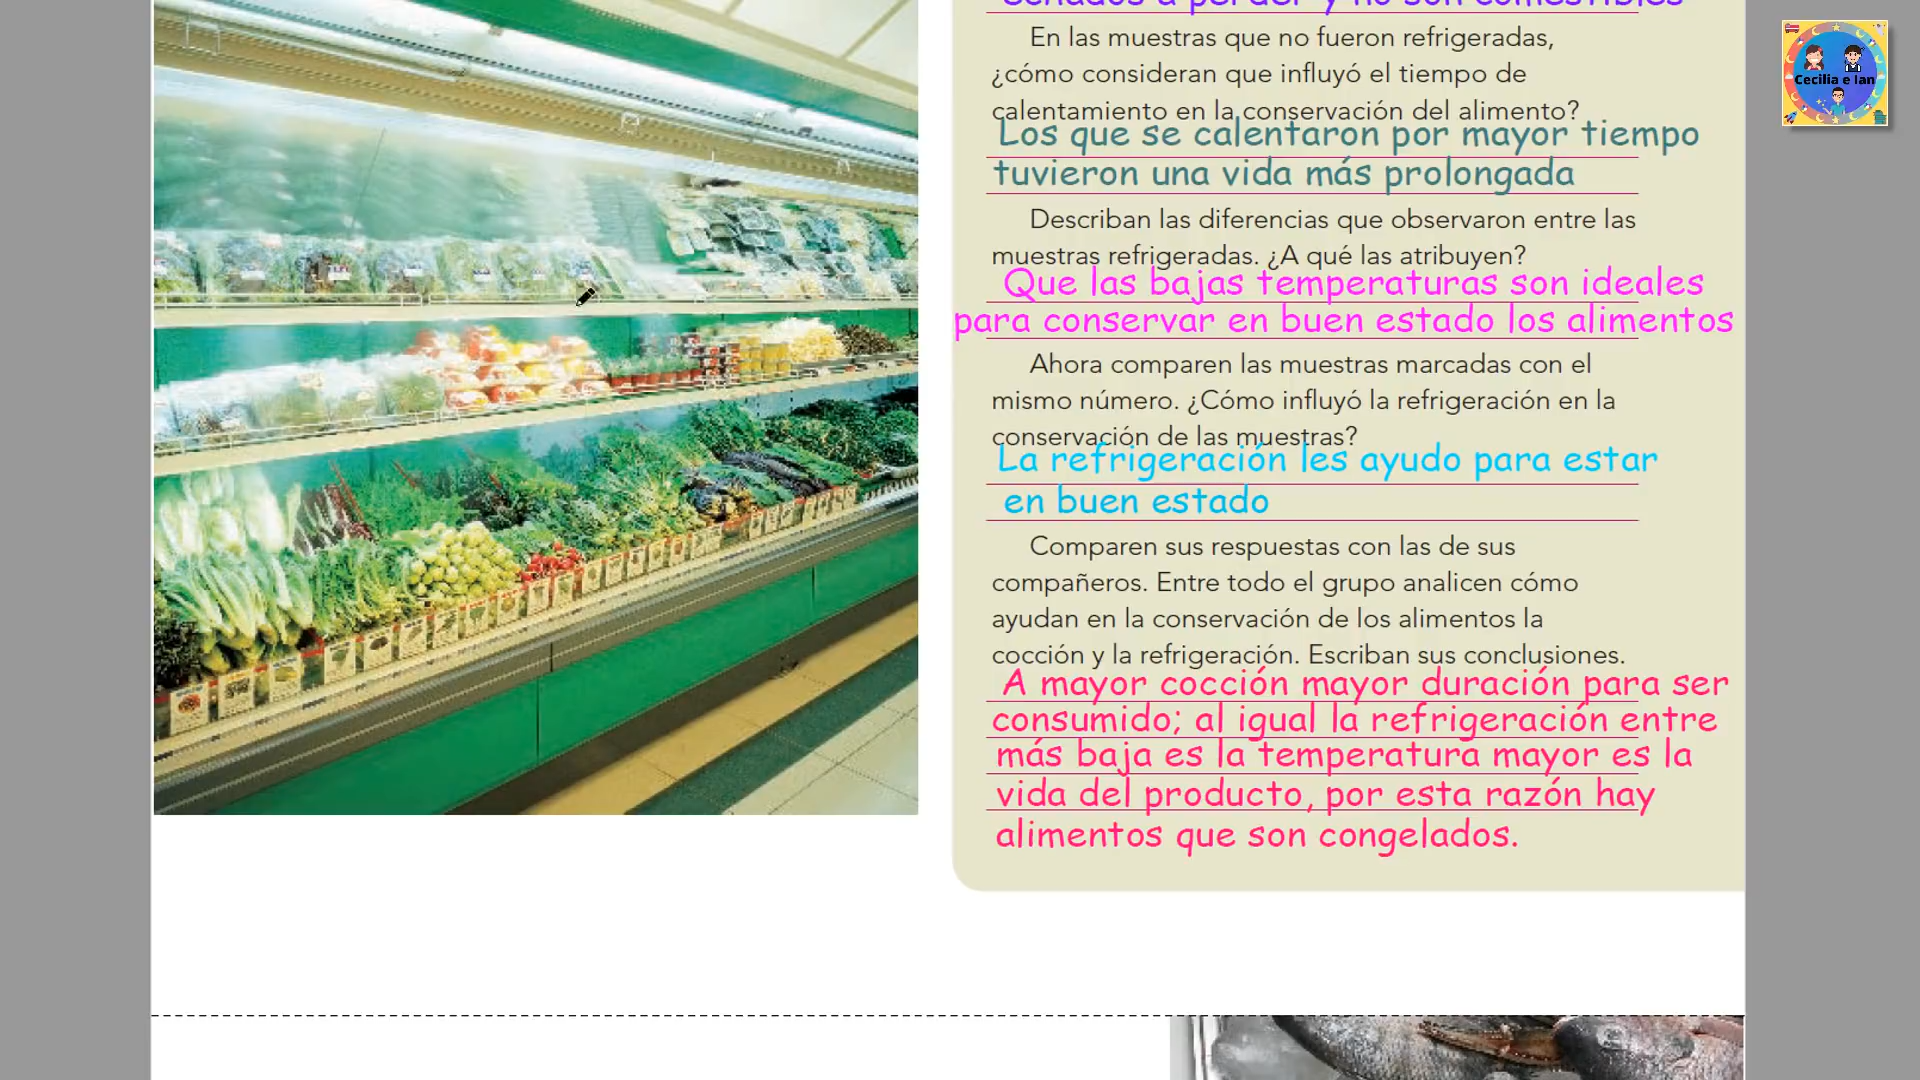 echados a perder y no son comestibles
En las muestras que no fueron refrigeradas,
¿cómo consideran que influyó el tiempo de
calentamiento en la conservación del alimento?
Los que se calentaron por mayor tiempo
tuvieron una vida más prolongada
Describan las diferencias que observaron entre las
muestras refrigeradas. ¿A qué las atribuyen?
Que las bajas temperaturas son ideales
para conservar en buen estado los alimentos
Ahora comparen las muestras marcadas con el
mismo número. ¿Cómo influyó la refrigeración en la
conservación de las muestras?
La refrigeración les ayudo para estar
en buen estado
Comparen sus respuestas con las de sus
compañeros. Entre todo el grupo analicen cómo
ayudan en la conservación de los alimentos la
cocción y la refrigeración. Escriban sus conclusiones.
A mayor cocción mayor duración para ser
consumido; al igual la refrigeración entre
más baja es la temperatura mayor es la
vida del producto, por esta razón hay
alimentos que son congelados.
Cecilia e Ian